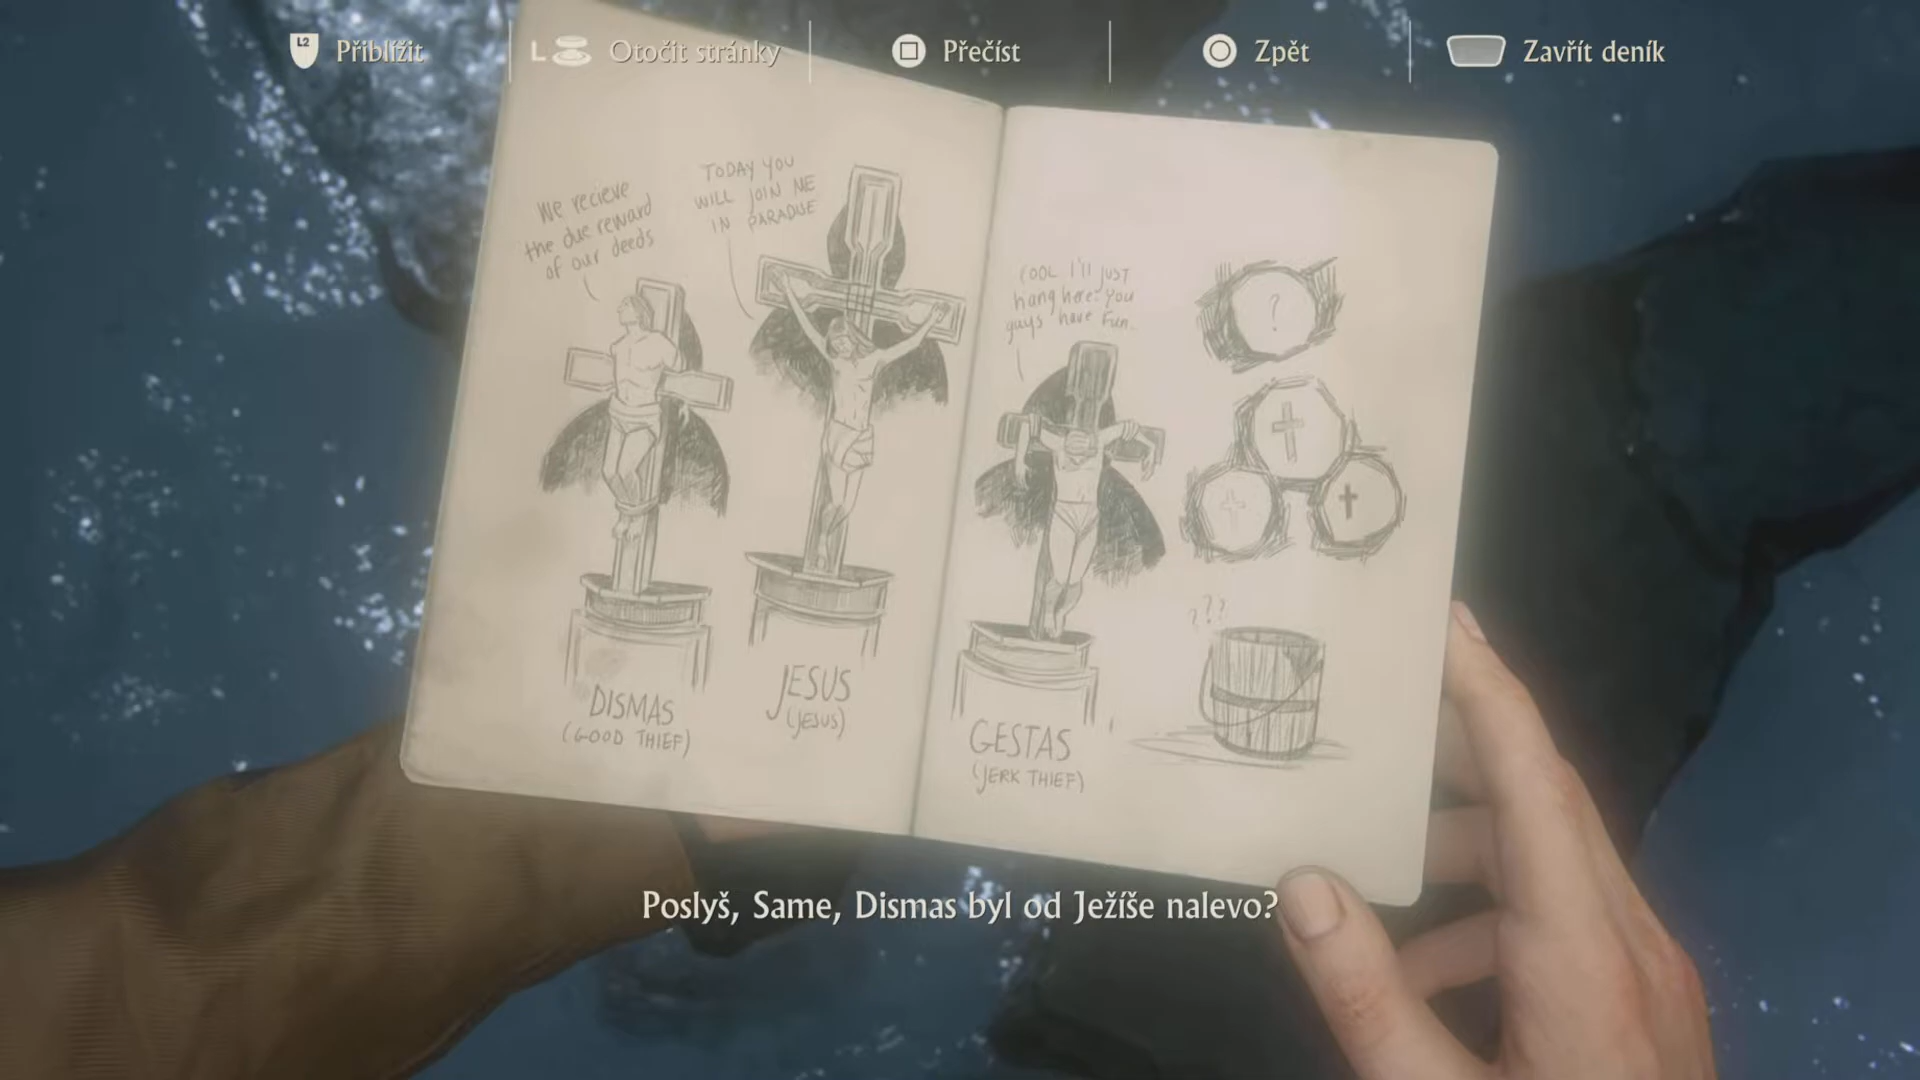 L2 Přiblížit
L Otočit stránky
Přečíst
Zpět
Zavřít deník
We recieve
the due reward
of our deeds
TODAY YOU
WILL JOIN ME
IN PARADISE
COOL I'll JUST
hang here. you
guys have fun.
?
???
DISMAS
(GOOD THIEF)
JESUS
(JESUS)
GESTAS
(JERK THIEF)
Poslyš, Same, Dismas byl od Ježíše nalevo?